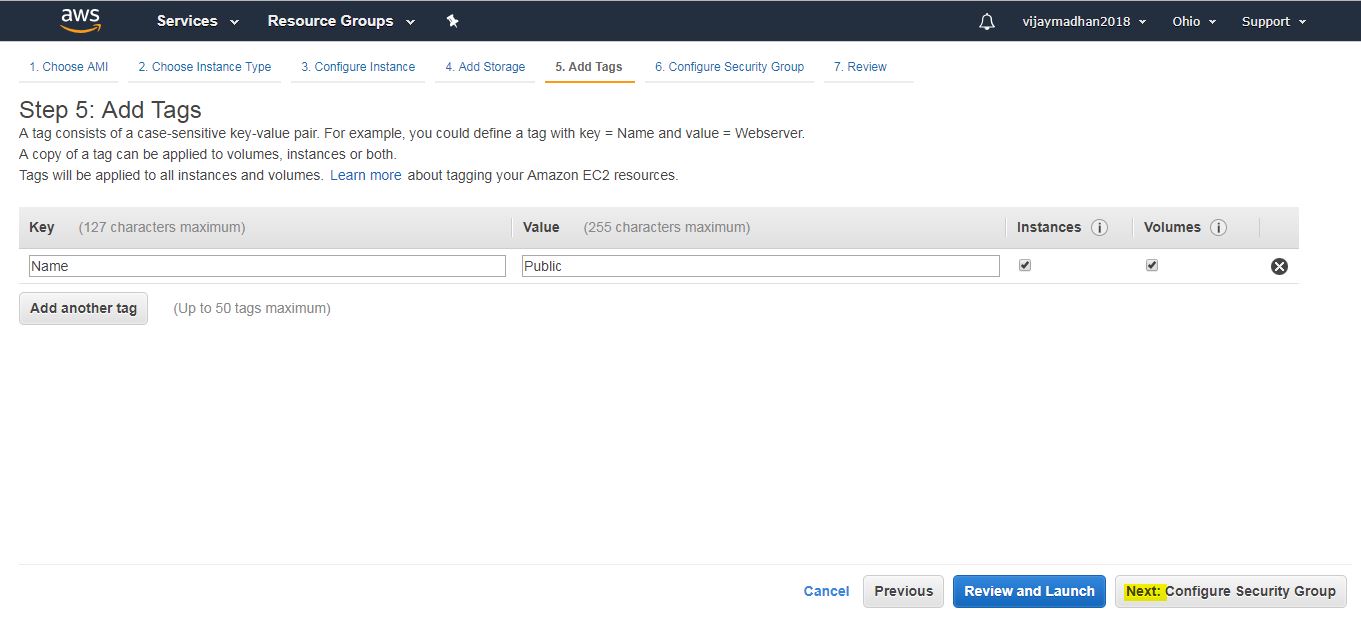 aws Services Resource Groups vijaymadhan2018 Ohio Support
1. Choose AMI 2. Choose Instance Type 3. Configure Instance 4. Add Storage 5. Add Tags 6. Configure Security Group 7. Review
Step 5: Add Tags
A tag consists of a case-sensitive key-value pair. For example, you could define a tag with key = Name and value = Webserver.
A copy of a tag can be applied to volumes, instances or both.
Tags will be applied to all instances and volumes. Learn more about tagging your Amazon EC2 resources.
Key (127 characters maximum) Value (255 characters maximum) Instances i Volumes i
Name Public
Add another tag (Up to 50 tags maximum)
Cancel Previous Review and Launch Next: Configure Security Group